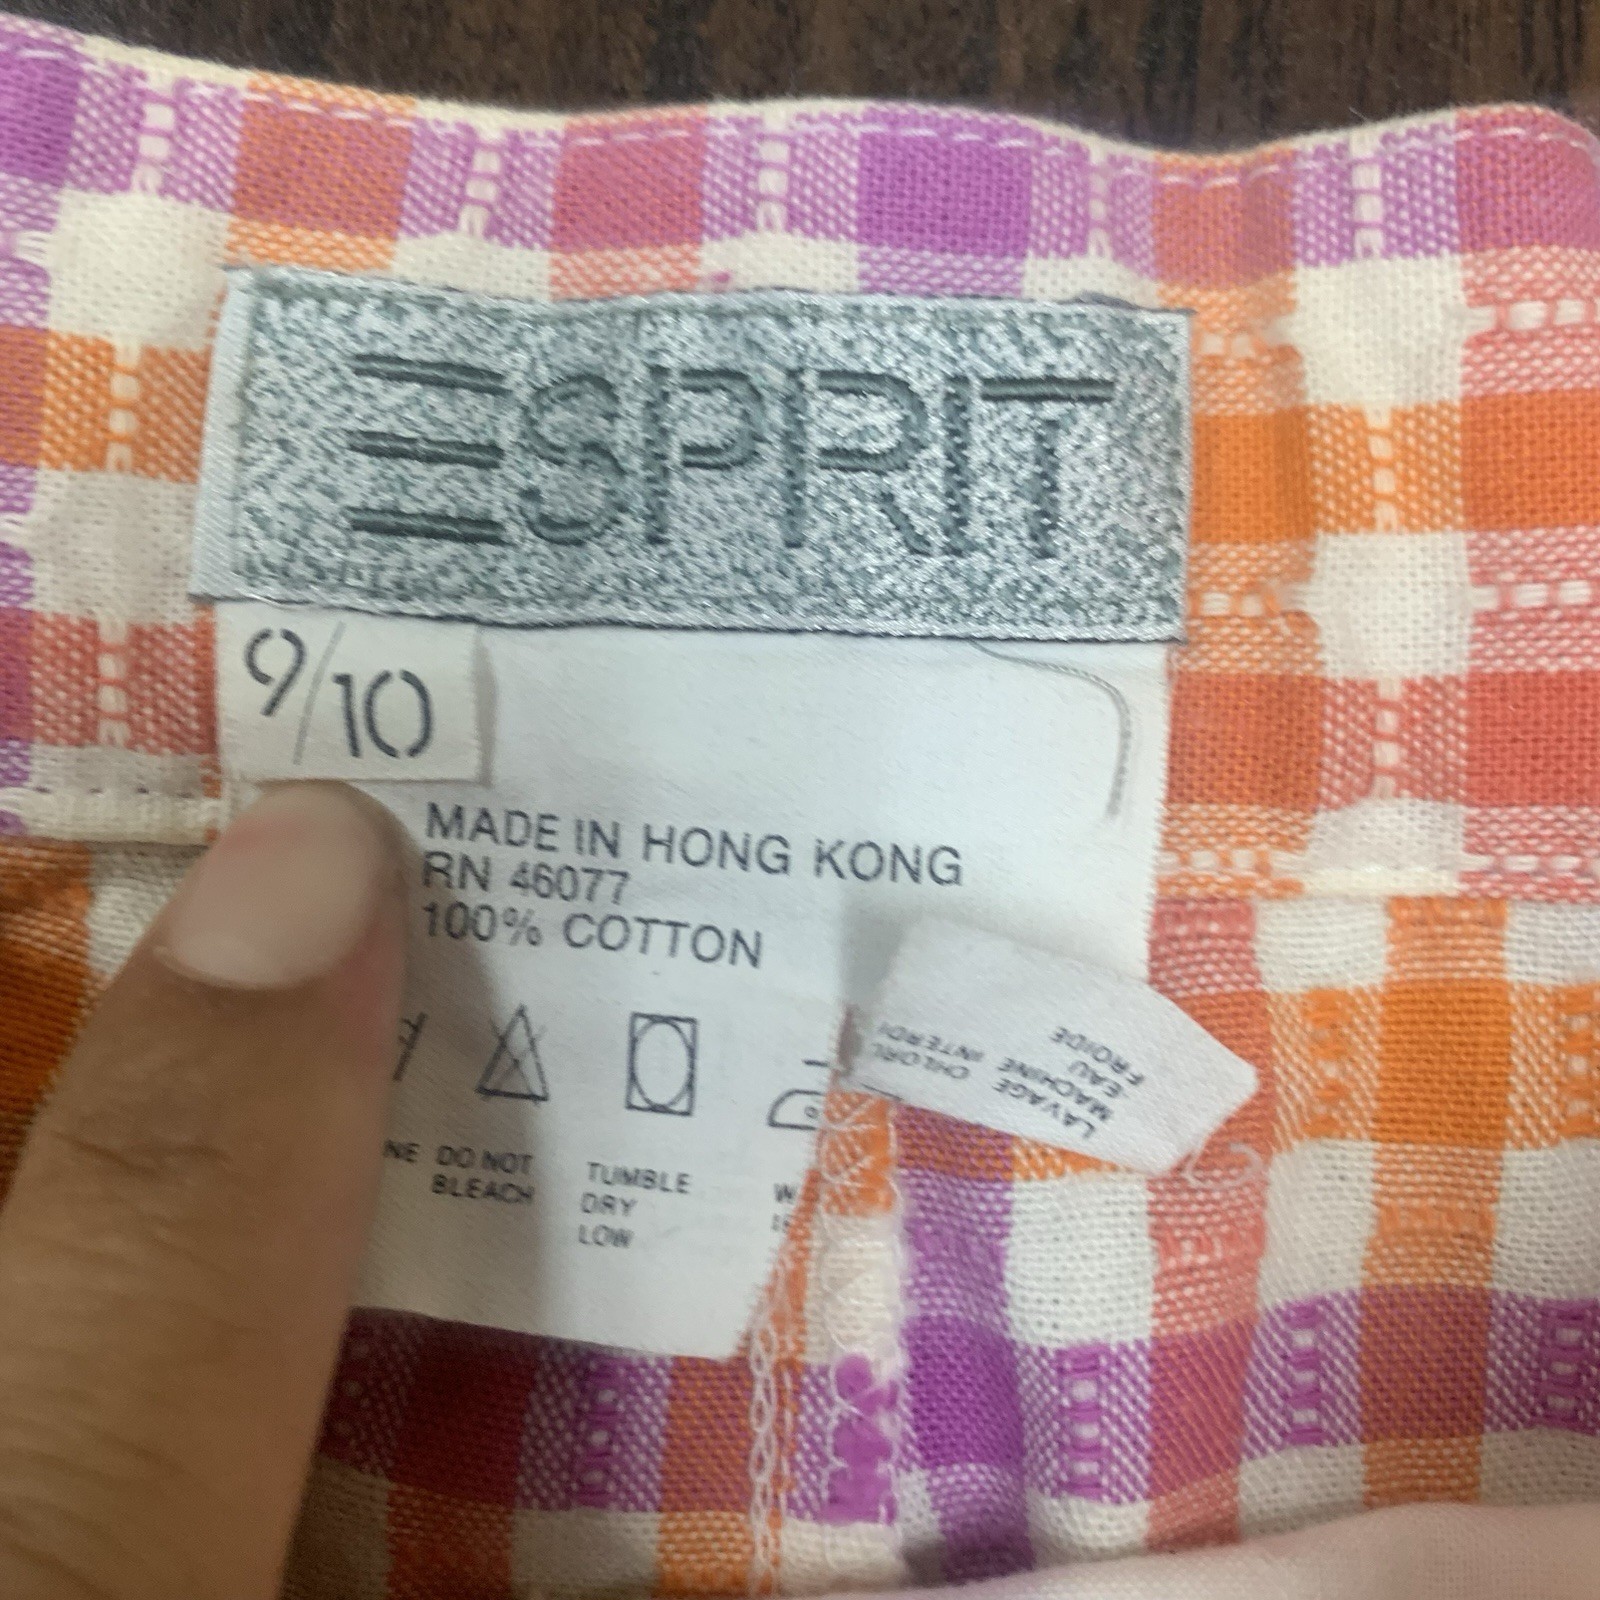 ESPRIT
9/10
MADE IN HONG KONG
RN 46077
100% COTTON
DO NOT
BLEACH
TUMBLE
DRY
LOW
LAVAGE
MACHINE
EAU
FROIDE